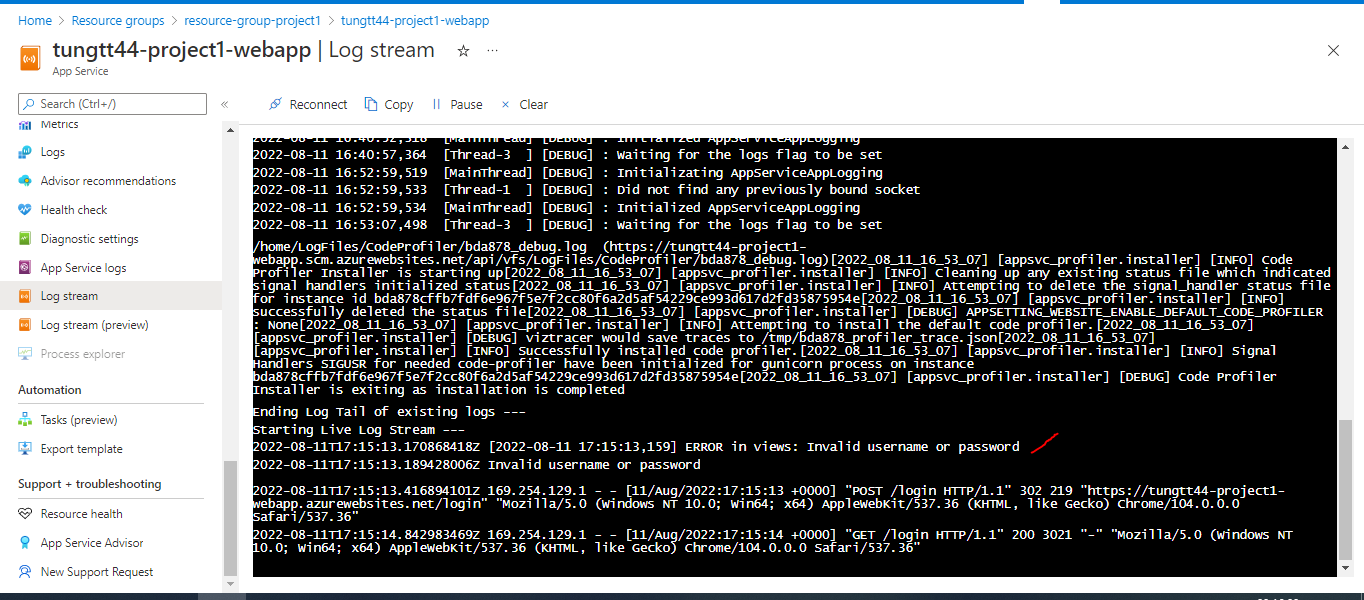 Home > Resource groups > resource-group-project1 > tungtt44-project1-webapp
tungtt44-project1-webapp | Log stream
App Service
Search (Ctrl+/)
Reconnect Copy Pause Clear
Metrics
Logs
Advisor recommendations
Health check
Diagnostic settings
App Service logs
Log stream
Log stream (preview)
Process explorer
Automation
Tasks (preview)
Export template
Support + troubleshooting
Resource health
App Service Advisor
New Support Request
2022-08-11 16:40:52,518 [MainThread] [DEBUG] : Initialized AppServiceAppLogging
2022-08-11 16:40:57,364 [Thread-3 ] [DEBUG] : Waiting for the logs flag to be set
2022-08-11 16:52:59,519 [MainThread] [DEBUG] : Initializating AppServiceAppLogging
2022-08-11 16:52:59,533 [Thread-1 ] [DEBUG] : Did not find any previously bound socket
2022-08-11 16:52:59,534 [MainThread] [DEBUG] : Initialized AppServiceAppLogging
2022-08-11 16:53:07,498 [Thread-3 ] [DEBUG] : Waiting for the logs flag to be set
/home/LogFiles/CodeProfiler/bda878_debug.log (https://tungtt44-project1-
webapp.scm.azurewebsites.net/api/vfs/LogFiles/CodeProfiler/bda878_debug.log)[2022_08_11_16_53_07] [appsvc_profiler.installer] [INFO] Code
Profiler Installer is starting up[2022_08_11_16_53_07] [appsvc_profiler.installer] [INFO] Cleaning up any existing status file which indicated
signal handlers initialized status[2022_08_11_16_53_07] [appsvc_profiler.installer] [INFO] Attempting to delete the signal_handler status file
for instance id bda878cffb7fdf6e967f5e7f2cc80f6a2d5af54229ce993d617d2fd35875954e[2022_08_11_16_53_07] [appsvc_profiler.installer] [INFO]
successfully deleted the status file[2022_08_11_16_53_07] [appsvc_profiler.installer] [DEBUG] APPSETTING_WEBSITE_ENABLE_DEFAULT_CODE_PROFILER
: None[2022_08_11_16_53_07] [appsvc_profiler.installer] [INFO] Attempting to install the default code profiler.[2022_08_11_16_53_07]
[appsvc_profiler.installer] [DEBUG] viztracer would save traces to /tmp/bda878_profiler_trace.json[2022_08_11_16_53_07]
[appsvc_profiler.installer] [INFO] Successfully installed code profiler.[2022_08_11_16_53_07] [appsvc_profiler.installer] [INFO] Signal
Handlers SIGUSR for needed code-profiler have been initialized for gunicorn process on instance
bda878cffb7fdf6e967f5e7f2cc80f6a2d5af54229ce993d617d2fd35875954e[2022_08_11_16_53_07] [appsvc_profiler.installer] [DEBUG] Code Profiler
Installer is exiting as installation is completed
Ending Log Tail of existing logs ---
Starting Live Log Stream ---
2022-08-11T17:15:13.170868418Z [2022-08-11 17:15:13,159] ERROR in views: Invalid username or password
2022-08-11T17:15:13.189428006Z Invalid username or password
2022-08-11T17:15:13.416894101Z 169.254.129.1 - - [11/Aug/2022:17:15:13 +0000] "POST /login HTTP/1.1" 302 219 "https://tungtt44-project1-
webapp.azurewebsites.net/login" "Mozilla/5.0 (Windows NT 10.0; Win64; x64) AppleWebKit/537.36 (KHTML, like Gecko) Chrome/104.0.0.0
Safari/537.36"
2022-08-11T17:15:14.842983469Z 169.254.129.1 - - [11/Aug/2022:17:15:14 +0000] "GET /login HTTP/1.1" 200 3021 "-" "Mozilla/5.0 (Windows NT
10.0; Win64; x64) AppleWebKit/537.36 (KHTML, like Gecko) Chrome/104.0.0.0 Safari/537.36"